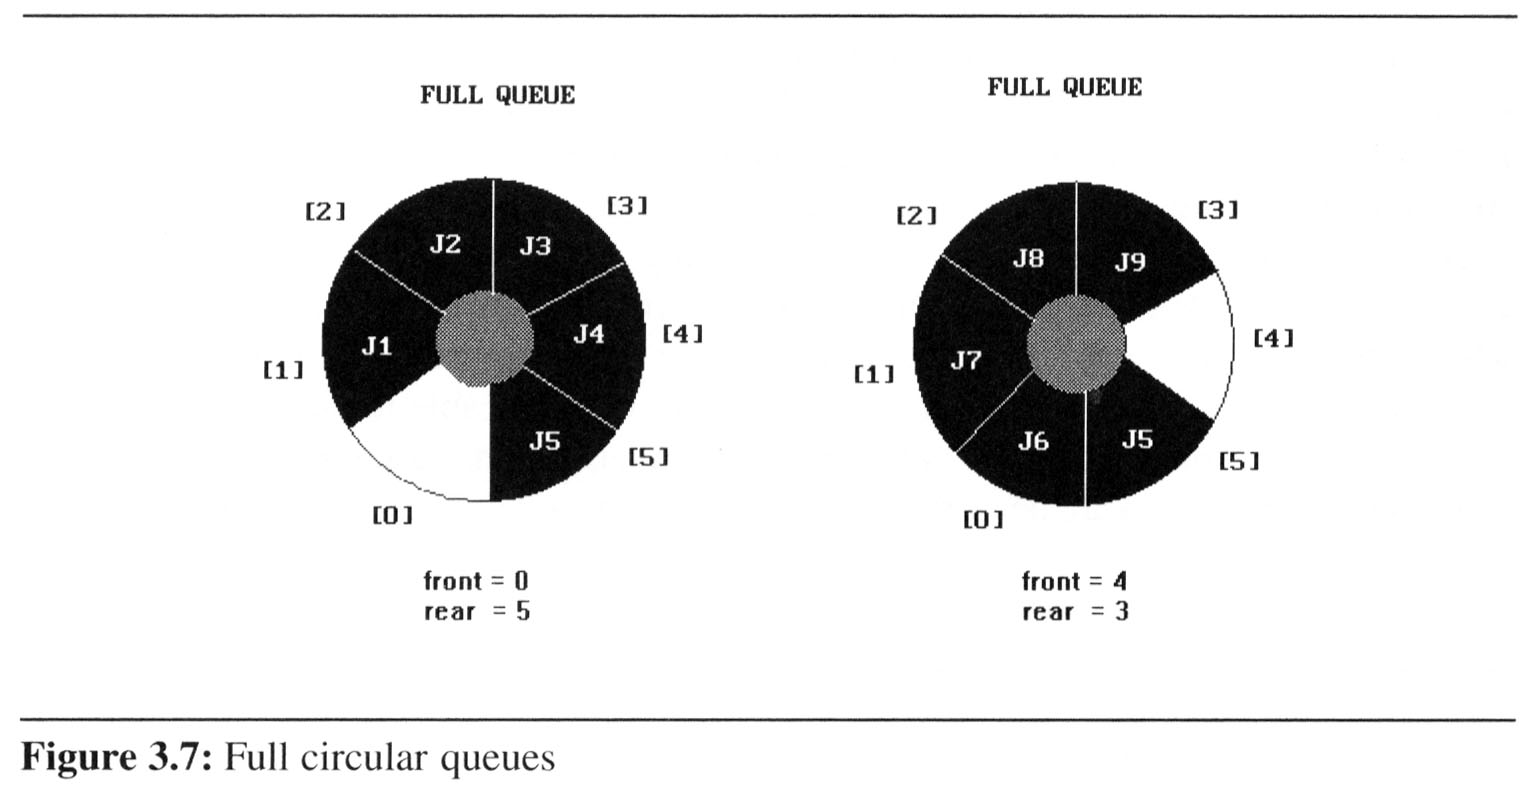 FULL QUEUE
[2]
[3]
J2
J3
J1
J4
[4]
[1]
J5
[5]
[0]
front = 0
rear = 5
FULL QUEUE
[2]
[3]
J8
J9
[4]
J7
[1]
J6
J5
[5]
[0]
front = 4
rear = 3
Figure 3.7: Full circular queues